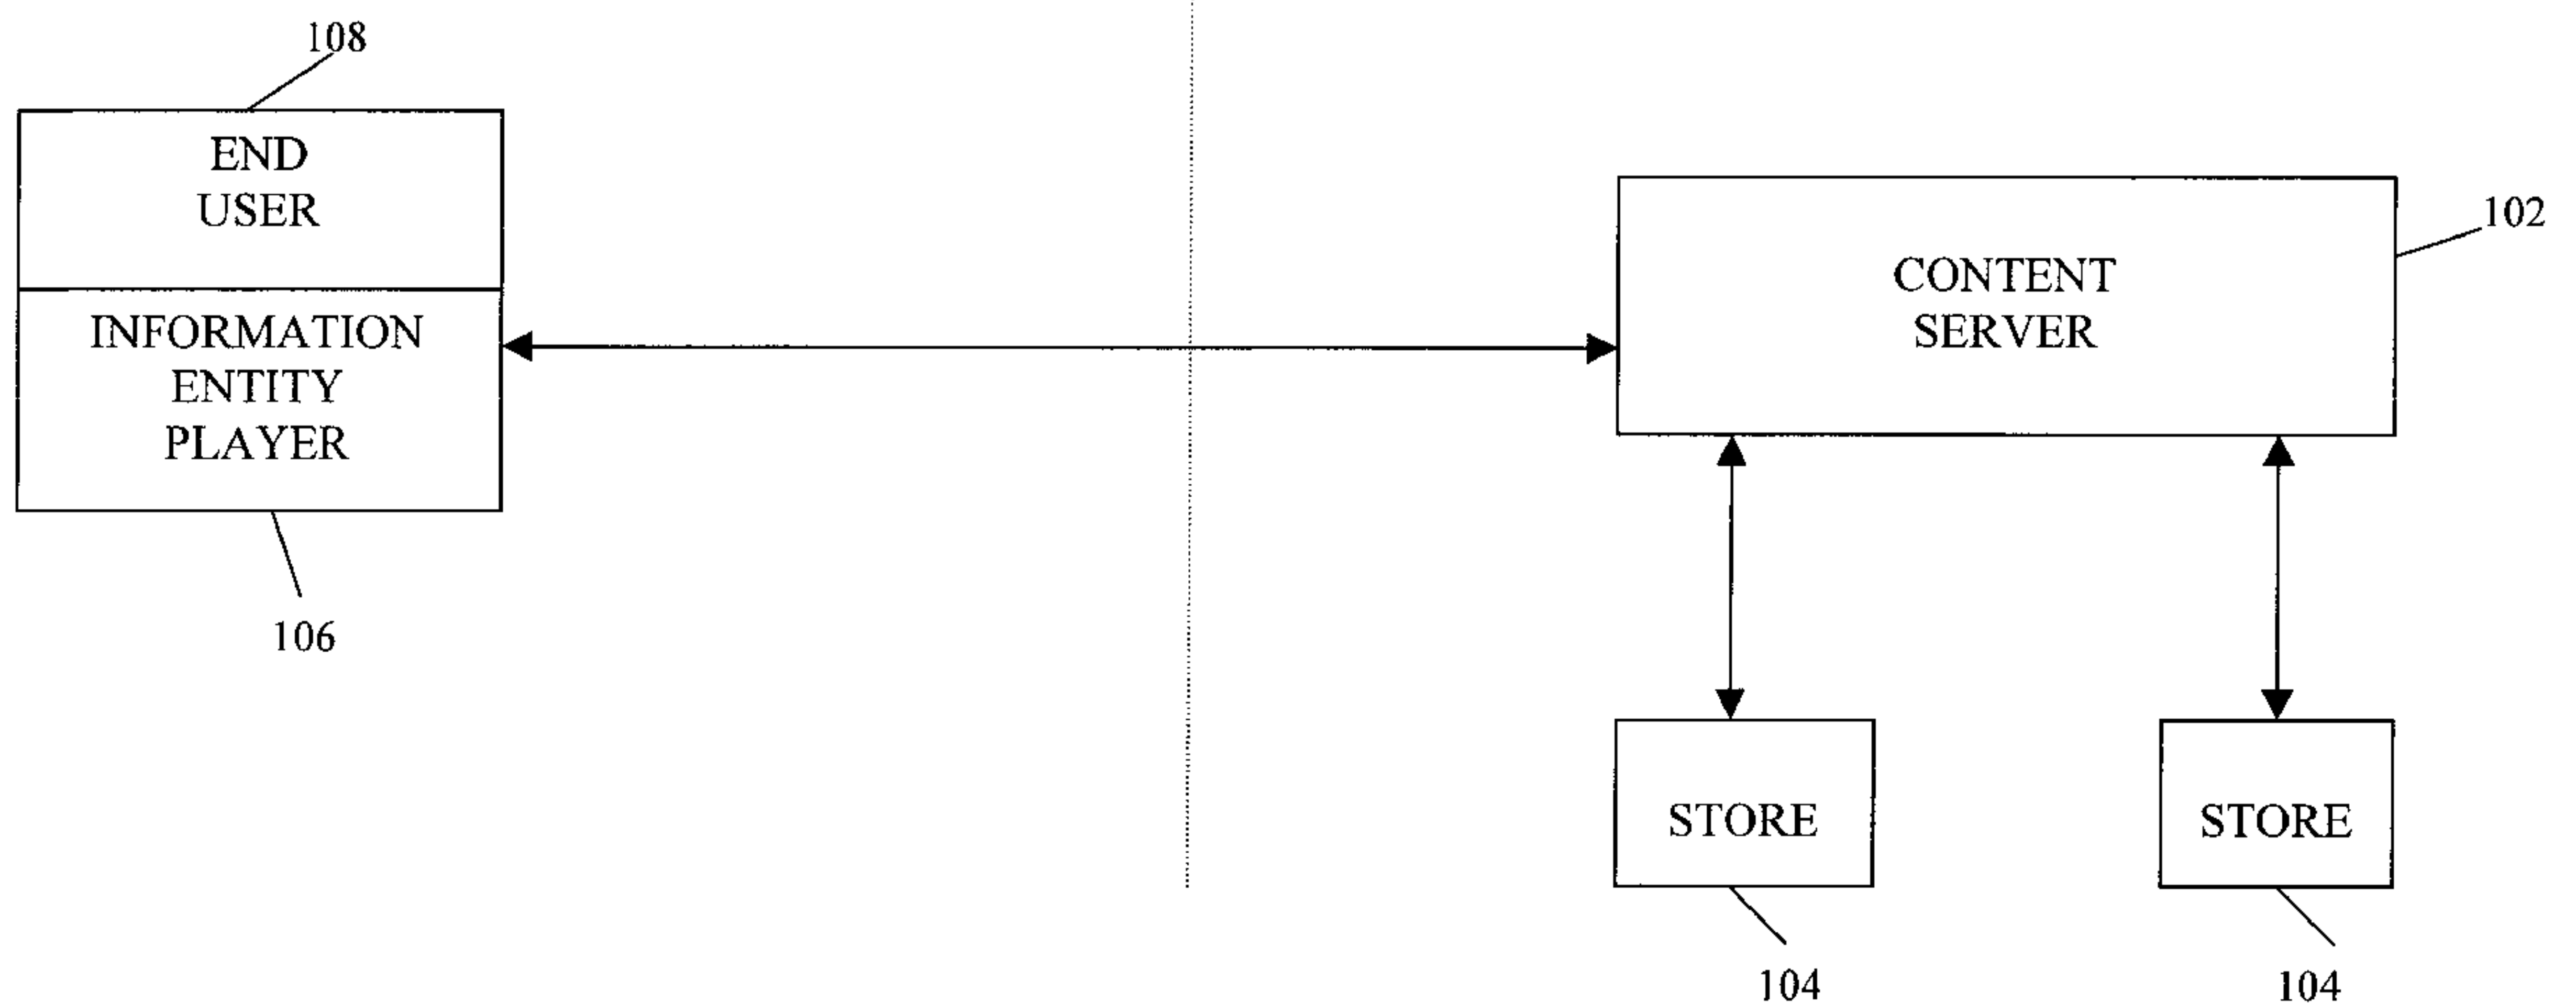 108
END
USER
INFORMATION
ENTITY
PLAYER
106
CONTENT
SERVER
102
STORE
STORE
104
104